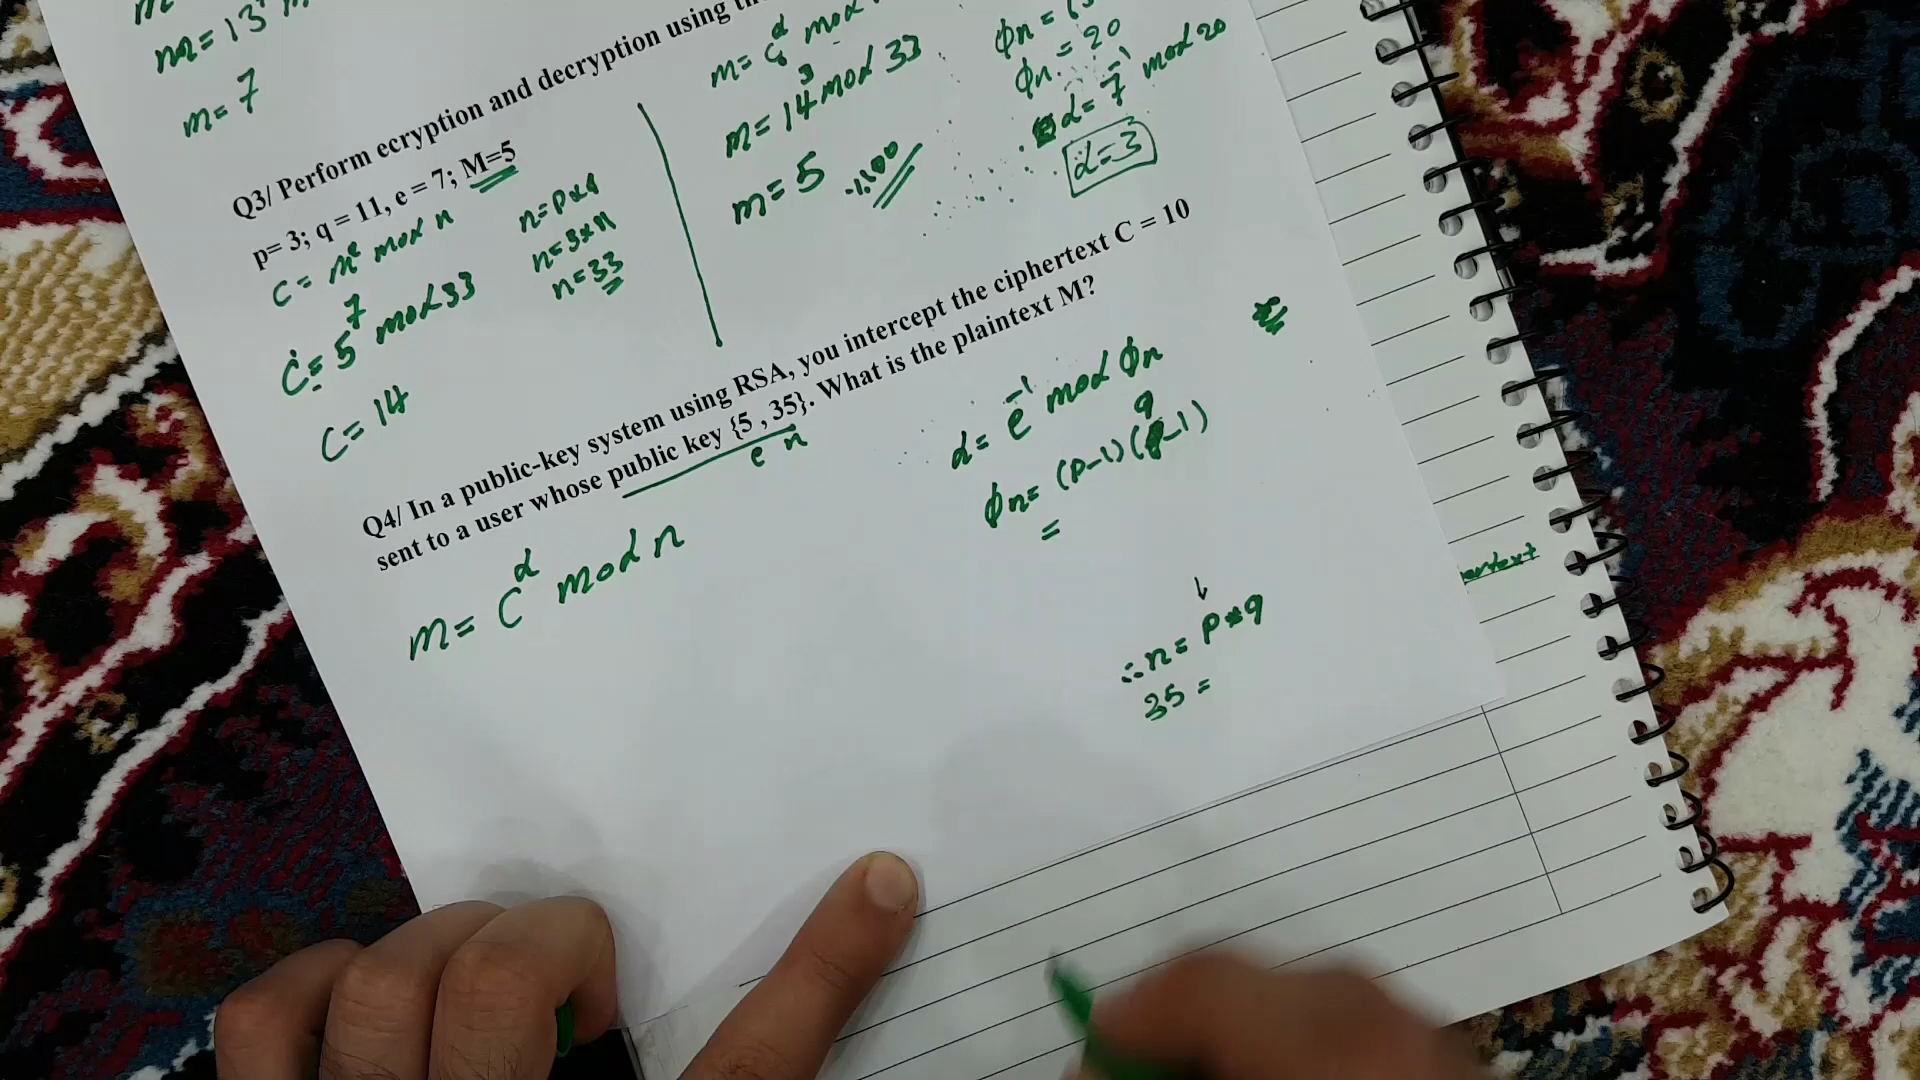 m = 7
Q3/ Perform ecryption and decryption using
p= 3; q = 11, e = 7; M=5
C = m^e mod n
C = 5^7 mod 33
C = 14
n = p*q
n = 3*11
n = 33
m = 14^3 mod 33
m = 5
ϕn = 20
d = 7^-1 mod 20
d = 3
Q4/ In a public-key system using RSA, you intercept the ciphertext C = 10
sent to a user whose public key {5 , 35}. What is the plaintext M?
e n
m = C^d mod n
d = e^-1 mod ϕn
ϕn = (p-1)(q-1)
=
∴ n = p*q
35 =